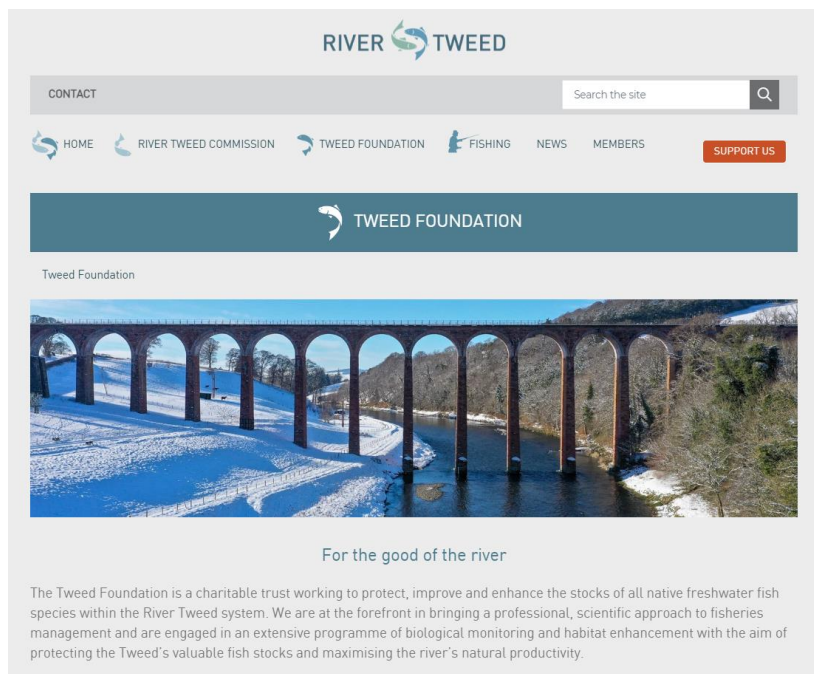 RIVER TWEED
CONTACT
Search the site
HOME RIVER TWEED COMMISSION TWEED FOUNDATION FISHING NEWS MEMBERS
SUPPORT US
TWEED FOUNDATION
Tweed Foundation
For the good of the river
The Tweed Foundation is a charitable trust working to protect, improve and enhance the stocks of all native freshwater fish
species within the River Tweed system. We are at the forefront in bringing a professional, scientific approach to fisheries
management and are engaged in an extensive programme of biological monitoring and habitat enhancement with the aim of
protecting the Tweed's valuable fish stocks and maximising the river's natural productivity.